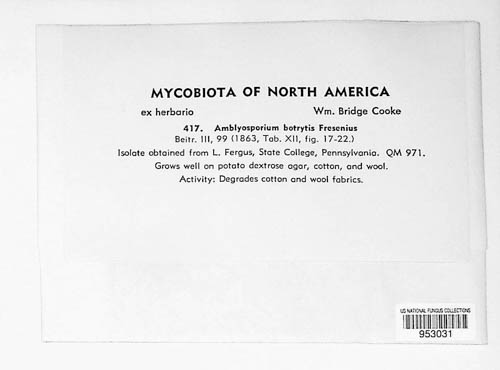 MYCOBIOTA OF NORTH AMERICA
ex herbario Wm. Bridge Cooke
417. Amblyosporium botrytis Fresenius
Beitr. III, 99 (1863, Tab. XII, fig. 17-22.)
Isolate obtained from L. Fergus, State College, Pennsylvania. QM 971.
Grows well on potato dextrose agar, cotton, and wool.
Activity: Degrades cotton and wool fabrics.
US NATIONAL FUNGUS COLLECTIONS
953031